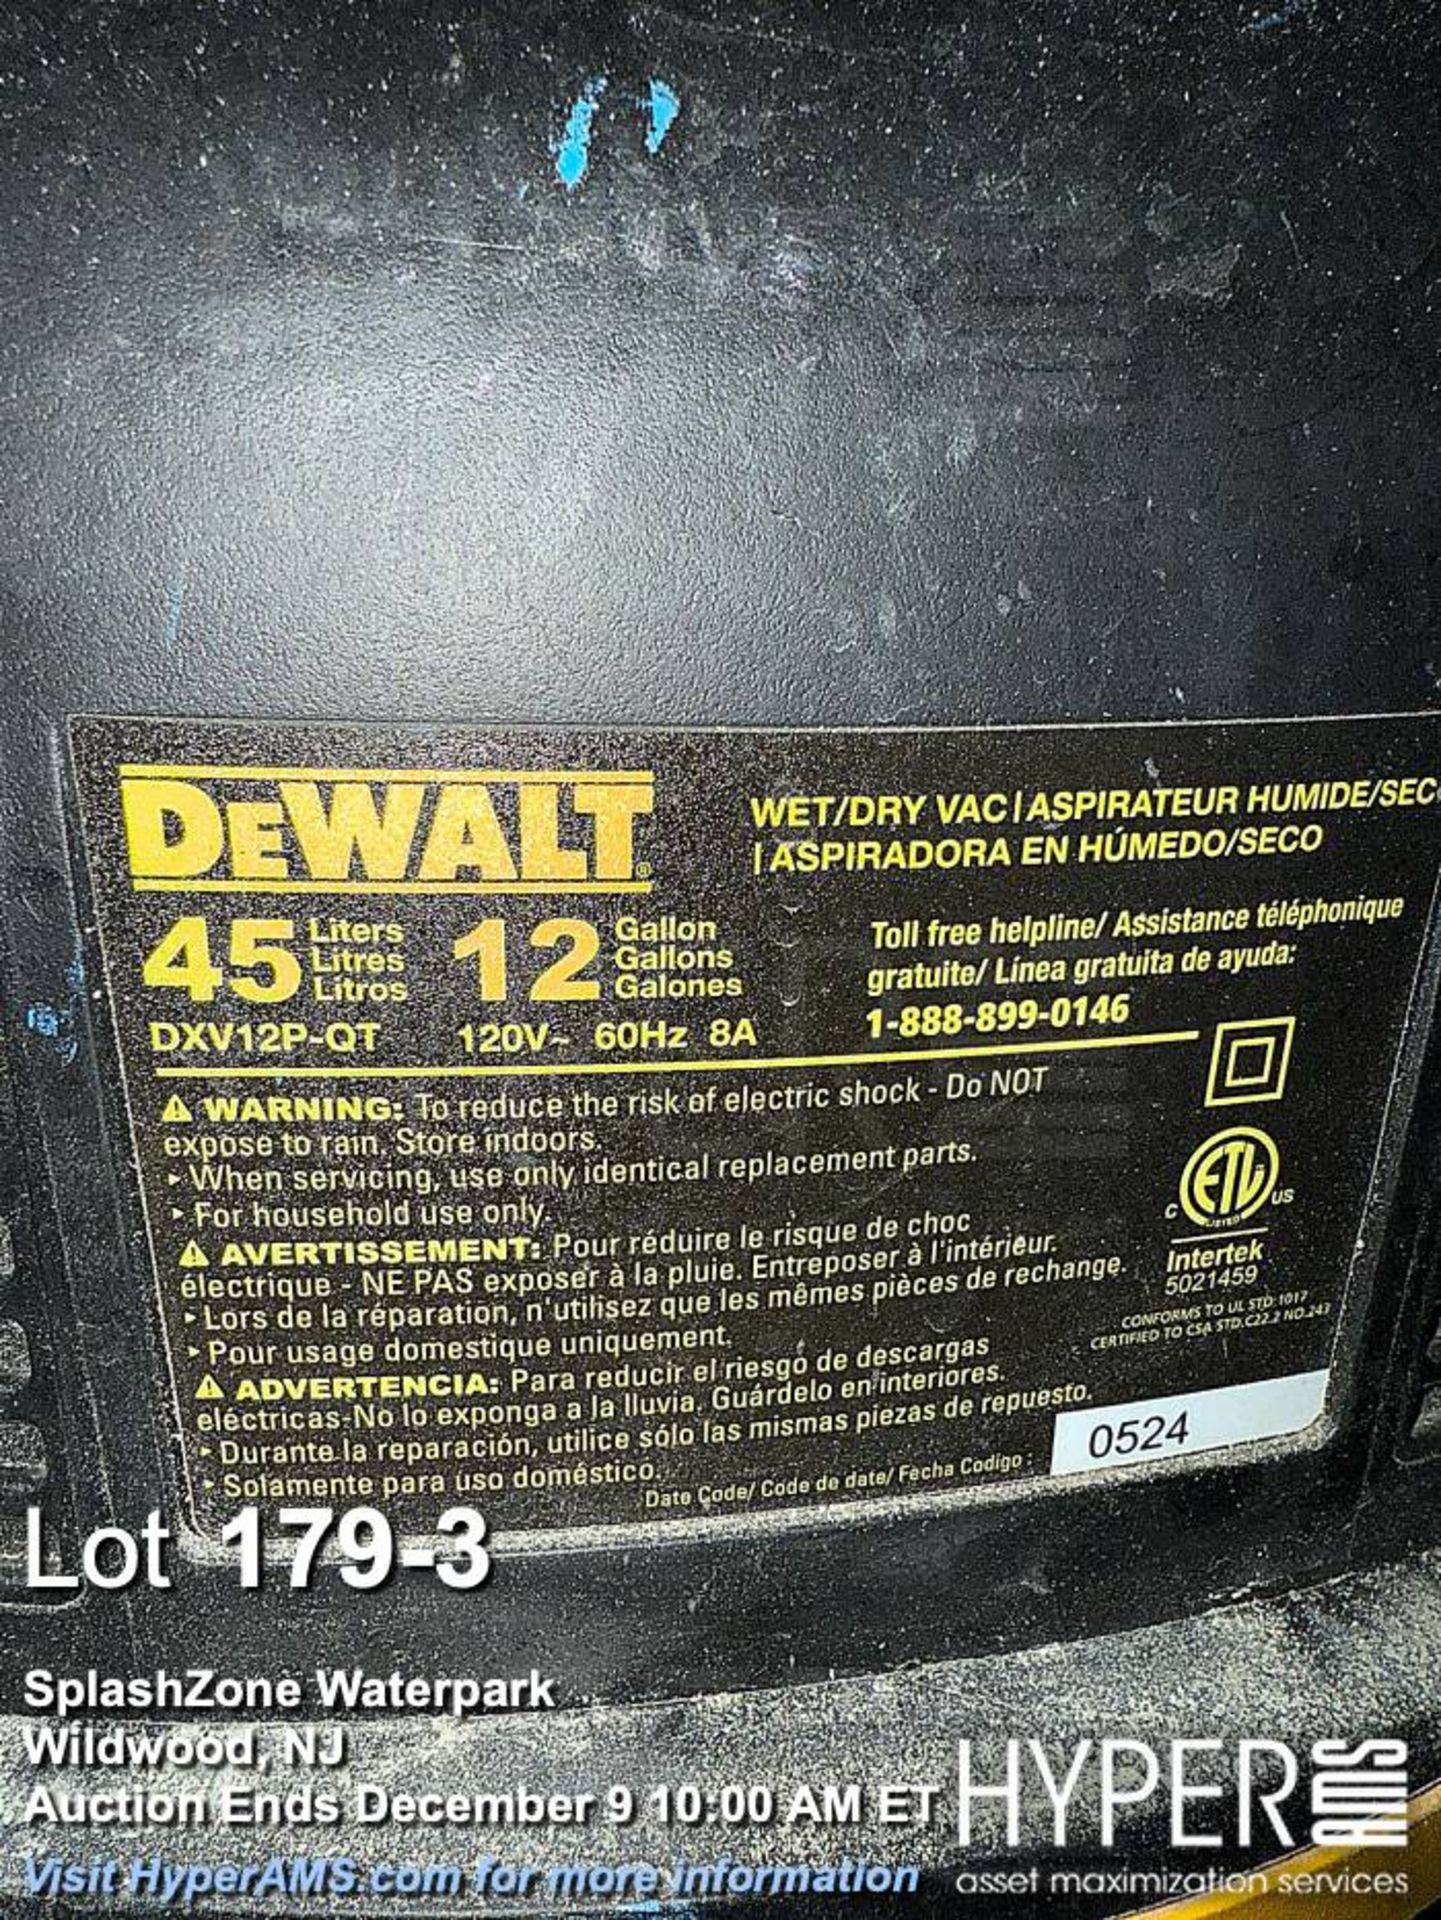 DEWALT
WET/DRY VAC | ASPIRATEUR HUMIDE/SEC
| ASPIRADORA EN HÚMEDO/SECO
45 Liters Litres Litros 12 Gallon Gallons Galones
Toll free helpline/ Assistance téléphonique
gratuite/ Línea gratuita de ayuda:
1-888-899-0146
DXV12P-QT 120V~ 60Hz 8A
⚠ WARNING: To reduce the risk of electric shock - Do NOT
expose to rain. Store indoors.
▸ When servicing, use only identical replacement parts.
▸ For household use only.
⚠ AVERTISSEMENT: Pour réduire le risque de choc
électrique - NE PAS exposer à la pluie. Entreposer à l'intérieur.
▸ Lors de la réparation, n'utilisez que les mêmes pièces de rechange.
▸ Pour usage domestique uniquement.
⚠ ADVERTENCIA: Para reducir el riesgo de descargas
eléctricas-No lo exponga a la lluvia. Guárdelo en interiores.
▸ Durante la reparación, utilice sólo las mismas piezas de repuesto.
▸ Solamente para uso doméstico.
C ETL US
LISTED
Intertek
5021459
CONFORMS TO UL STD.1017
CERTIFIED TO CSA STD.C22.2 NO.243
Date Code/ Code de date/ Fecha Codigo : 0524
Lot 179-3
SplashZone Waterpark
Wildwood, NJ
Auction Ends December 9 10:00 AM ET
Visit HyperAMS.com for more information
HYPER AMS
asset maximization services